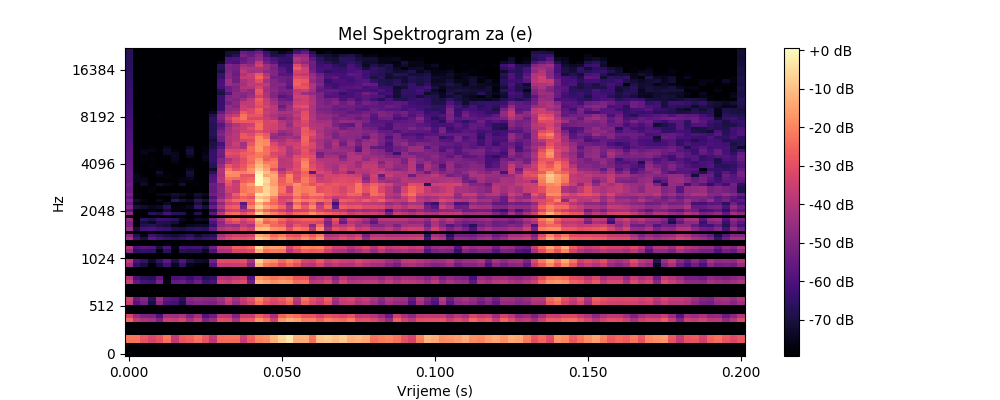 Mel Spektrogram za (e)
Hz
16384
8192
4096
2048
1024
512
0
0.000 0.050 0.100 0.150 0.200
Vrijeme (s)
+0 dB
-10 dB
-20 dB
-30 dB
-40 dB
-50 dB
-60 dB
-70 dB